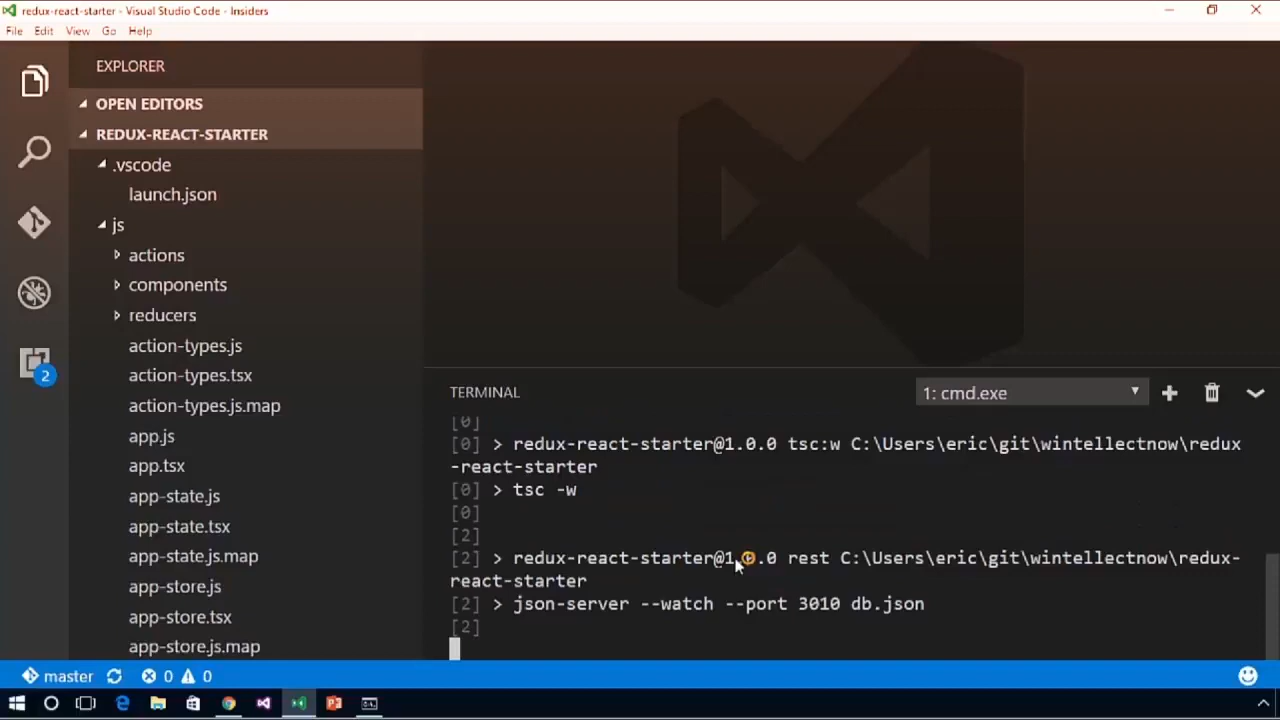 redux-react-starter - Visual Studio Code - Insiders
File Edit View Go Help
EXPLORER
OPEN EDITORS
REDUX-REACT-STARTER
.vscode
launch.json
js
actions
components
reducers
action-types.js
action-types.tsx
action-types.js.map
app.js
app.tsx
app-state.js
app-state.tsx
app-state.js.map
app-store.js
app-store.tsx
app-store.js.map
2
TERMINAL
1: cmd.exe
[0]
[0] > redux-react-starter@1.0.0 tsc:w C:\Users\eric\git\wintellectnow\redux
-react-starter
[0] > tsc -w
[0]
[2]
[2] > redux-react-starter@1.0.0 rest C:\Users\eric\git\wintellectnow\redux-
react-starter
[2] > json-server --watch --port 3010 db.json
[2]
master 0 0